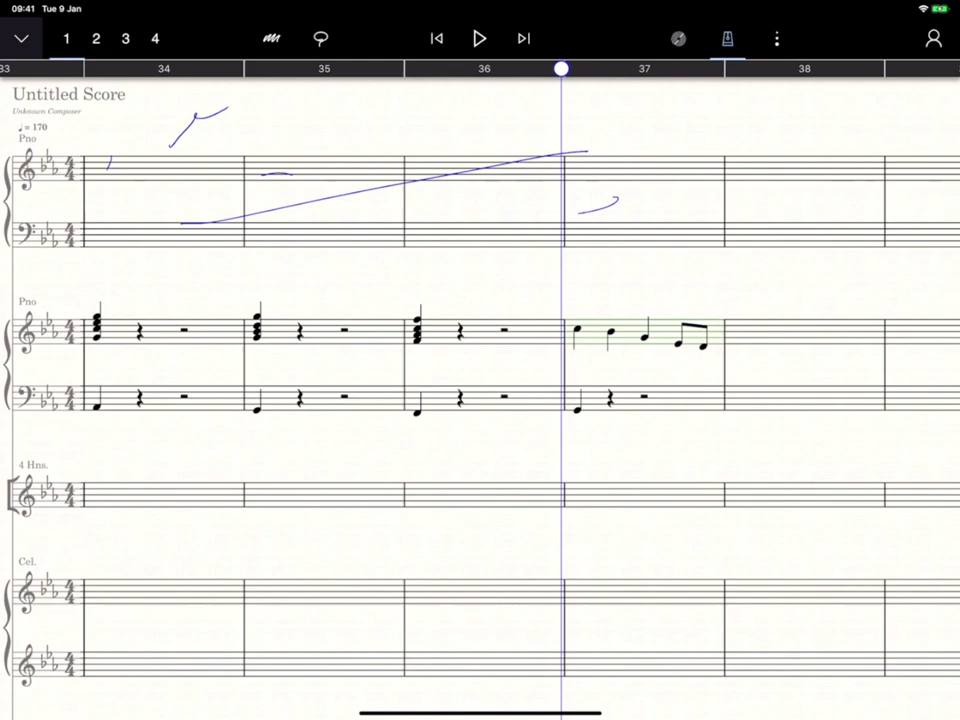 09:41 Tue 9 Jan
1 2 3 4
33 34 35 36 37 38
Untitled Score
Unknown Composer
♩= 170
Pno
Pno
4 Hns.
Cel.